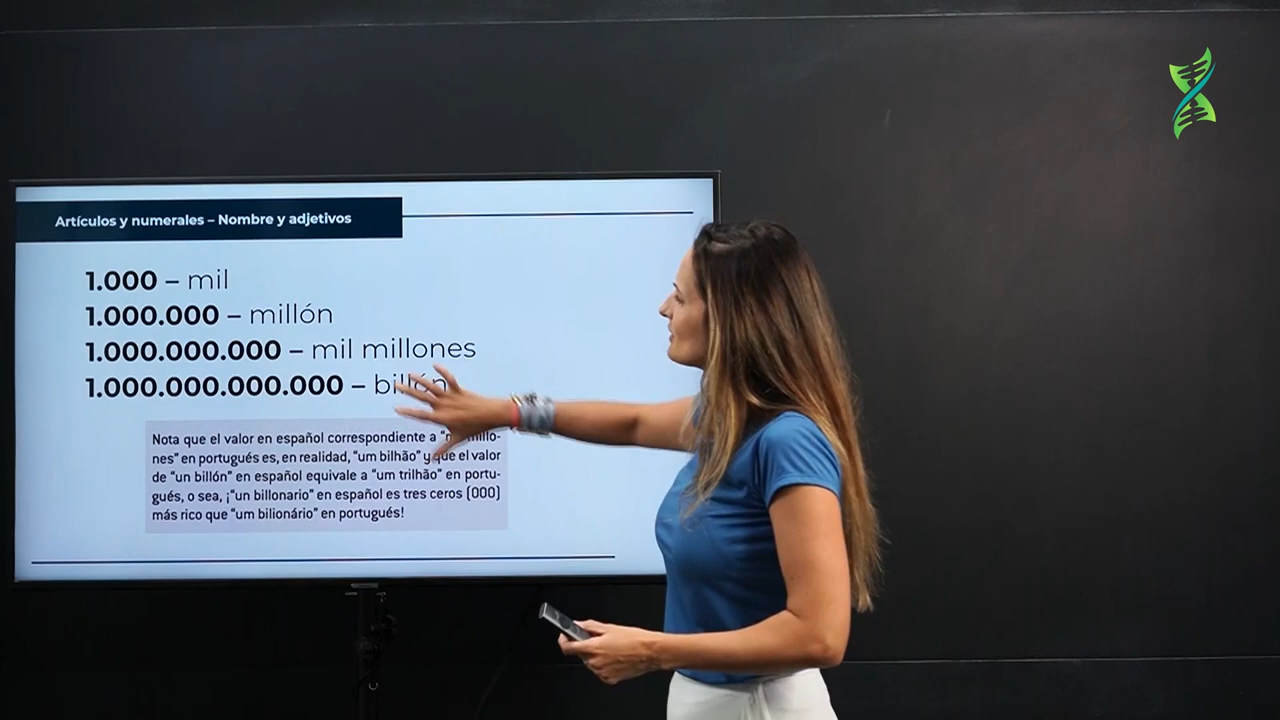 Artículos y numerales – Nombre y adjetivos
1.000 – mil
1.000.000 – millón
1.000.000.000 – mil millones
1.000.000.000.000 – billón
Nota que el valor en español correspondiente a
nes” en portugués es, en realidad, “um bilhão” y que el valor
de “un billón” en español equivale a “um trilhão” en portu-
gués, o sea, ¡“un billonario” en español es tres ceros (000)
más rico que “um bilionário” en portugués!